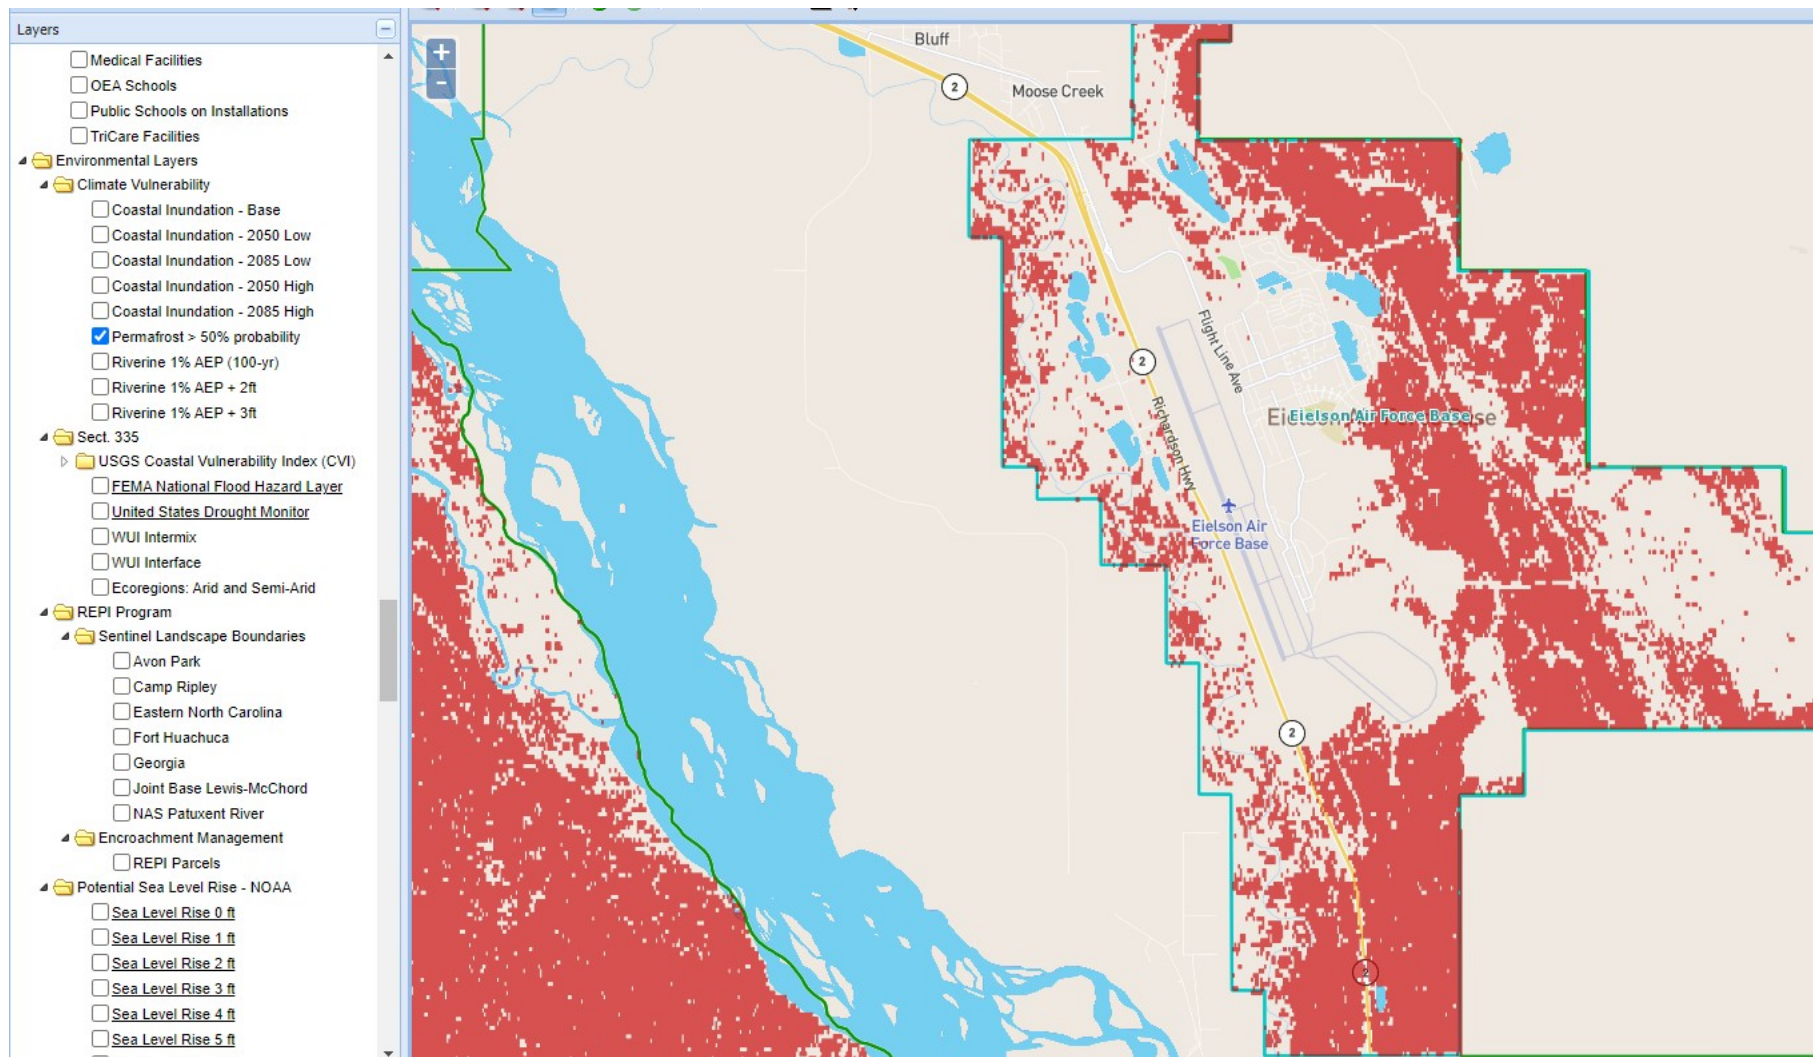 Layers
Medical Facilities
OEA Schools
Public Schools on Installations
TriCare Facilities
Environmental Layers
Climate Vulnerability
Coastal Inundation - Base
Coastal Inundation - 2050 Low
Coastal Inundation - 2085 Low
Coastal Inundation - 2050 High
Coastal Inundation - 2085 High
Permafrost > 50% probability
Riverine 1% AEP (100-yr)
Riverine 1% AEP + 2ft
Riverine 1% AEP + 3ft
Sect. 335
USGS Coastal Vulnerability Index (CVI)
FEMA National Flood Hazard Layer
United States Drought Monitor
WUI Intermix
WUI Interface
Ecoregions: Arid and Semi-Arid
REPI Program
Sentinel Landscape Boundaries
Avon Park
Camp Ripley
Eastern North Carolina
Fort Huachuca
Georgia
Joint Base Lewis-McChord
NAS Patuxent River
Encroachment Management
REPI Parcels
Potential Sea Level Rise - NOAA
Sea Level Rise 0 ft
Sea Level Rise 1 ft
Sea Level Rise 2 ft
Sea Level Rise 3 ft
Sea Level Rise 4 ft
Sea Level Rise 5 ft
+
-
Bluff
2
Moose Creek
Flight Line Ave
2
Richardson Hwy
Eielson Air Force Base
Eielson Air Force Base
Eielson Air
Force Base
2
2